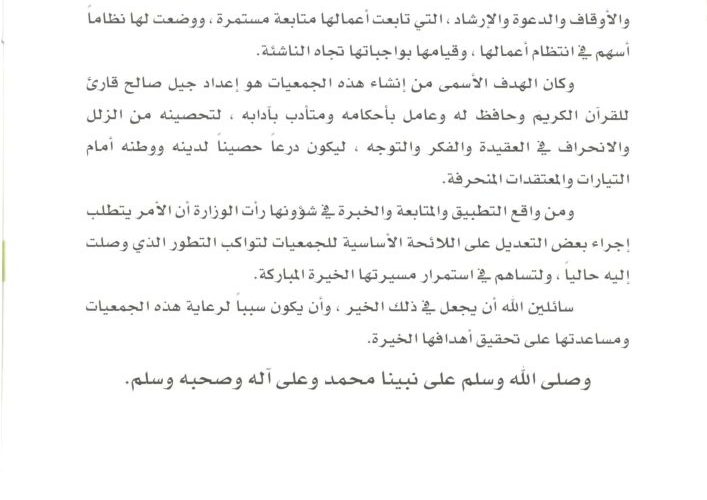 والأوقاف والدعوة والإرشاد ، التي تابعت أعمالها متابعة مستمرة ، ووضعت لها نظاماً
أسهم في انتظام أعمالها ، وقيامها بواجباتها تجاه الناشئة.
وكان الهدف الأسمى من إنشاء هذه الجمعيات هو إعداد جيل صالح قارئ
للقرآن الكريم وحافظ له وعامل بأحكامه ومتأدب بآدابه ، لتحصينه من الزلل
والانحراف في العقيدة والفكر والتوجه ، ليكون درعاً حصيناً لدينه ووطنه أمام
التيارات والمعتقدات المنحرفة.
ومن واقع التطبيق والمتابعة والخبرة في شؤونها رأت الوزارة أن الأمر يتطلب
إجراء بعض التعديل على اللائحة الأساسية للجمعيات لتواكب التطور الذي وصلت
إليه حالياً ، ولتساهم في استمرار مسيرتها الخيرة المباركة.
سائلين الله أن يجعل في ذلك الخير ، وأن يكون سبباً لرعاية هذه الجمعيات
ومساعدتها على تحقيق أهدافها الخيرة.
وصلى الله وسلم على نبينا محمد وعلى آله وصحبه وسلم.